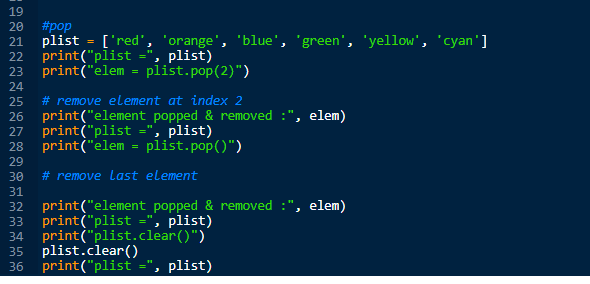 19
20 #pop
21 plist = ['red', 'orange', 'blue', 'green', 'yellow', 'cyan']
22 print("plist =", plist)
23 print("elem = plist.pop(2)")
24
25 # remove element at index 2
26 print("element popped & removed :", elem)
27 print("plist =", plist)
28 print("elem = plist.pop()")
29
30 # remove last element
31
32 print("element popped & removed :", elem)
33 print("plist =", plist)
34 print("plist.clear()")
35 plist.clear()
36 print("plist =", plist)